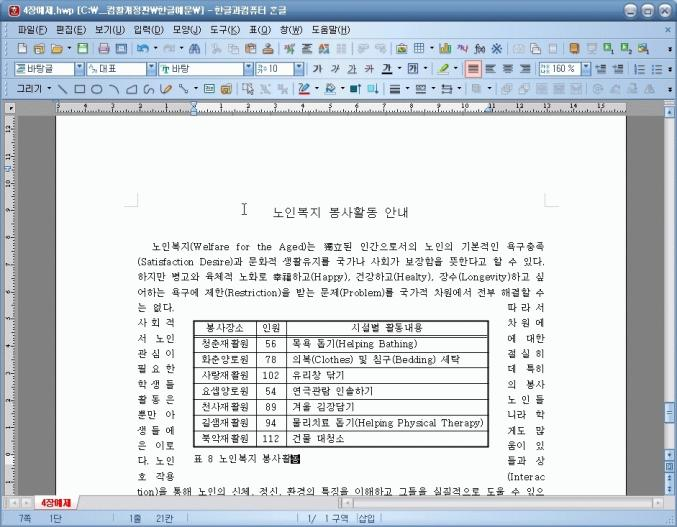 4장예제.hwp [C:\_컴활개정판\한글예문\] - 한글과컴퓨터 한글
파일(F) 편집(E) 보기(U) 입력(D) 모양(J) 도구(K) 표(Q) 창(W) 도움말(H)
바탕글 대표 바탕 10 가 가 가 가 가 가 160 %
그리기
노인복지 봉사활동 안내
노인복지(Welfare for the Aged)는 獨立된 인간으로서의 노인의 기본적인 욕구충족
(Satisfaction Desire)과 문화적 생활유지를 국가나 사회가 보장함을 뜻한다고 할 수 있다.
하지만 병고와 육체적 노화로 幸福하고(Happy), 건강하고(Healty), 장수(Longevity)하고 싶
어하는 욕구에 제한(Restriction)을 받는 문제(Problem)를 국가적 차원에서 전부 해결할 수
는 없다. 따라서
사회적 차원에
서 노인 에 대한
관심이 절실히
필요한 데 특히
학생들 의 봉사
활동은 노인들
뿐만 아 니라 학
생들에 게도 많
은 이로 움이 있
다. 노인 들과 상
호 작용 (Interac
봉사장소 인원 시설별 활동내용
청춘재활원 56 목욕 돕기(Helping Bathing)
화춘양로원 78 의복(Clothes) 및 침구(Bedding) 세탁
사랑재활원 102 유리창 닦기
요셉양로원 54 연극관람 인솔하기
천사재활원 89 겨울 김장담기
길샘재활원 94 물리치료 돕기(Helping Physical Therapy)
북악재활원 112 건물 대청소
표 8 노인복지 봉사활동
tion)을 통해 노인의 신체, 정신, 환경의 특징을 이해하고 그들을 실질적으로 도울 수 있으
4장예제
7쪽 1단 1줄 21칸 1/ 1 구역 삽입